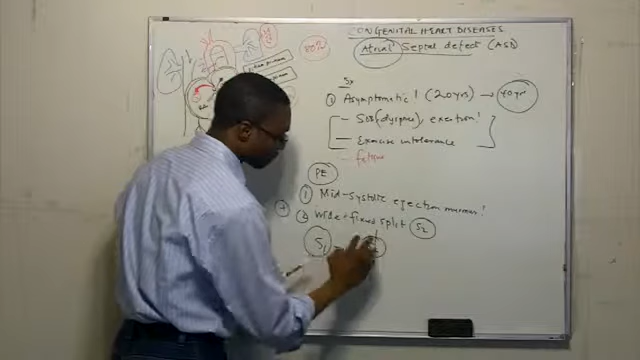 CONGENITAL HEART DISEASES
Atrial Septal defect (ASD)
80%
Sx
① Asymptomatic! (20yrs) → 40yr
- SOB (dyspnea), exertion!
- Exercise intolerance
- fatigue
PE
① Mid-Systolic ejection murmur!
② Wide + fixed split S2
S1